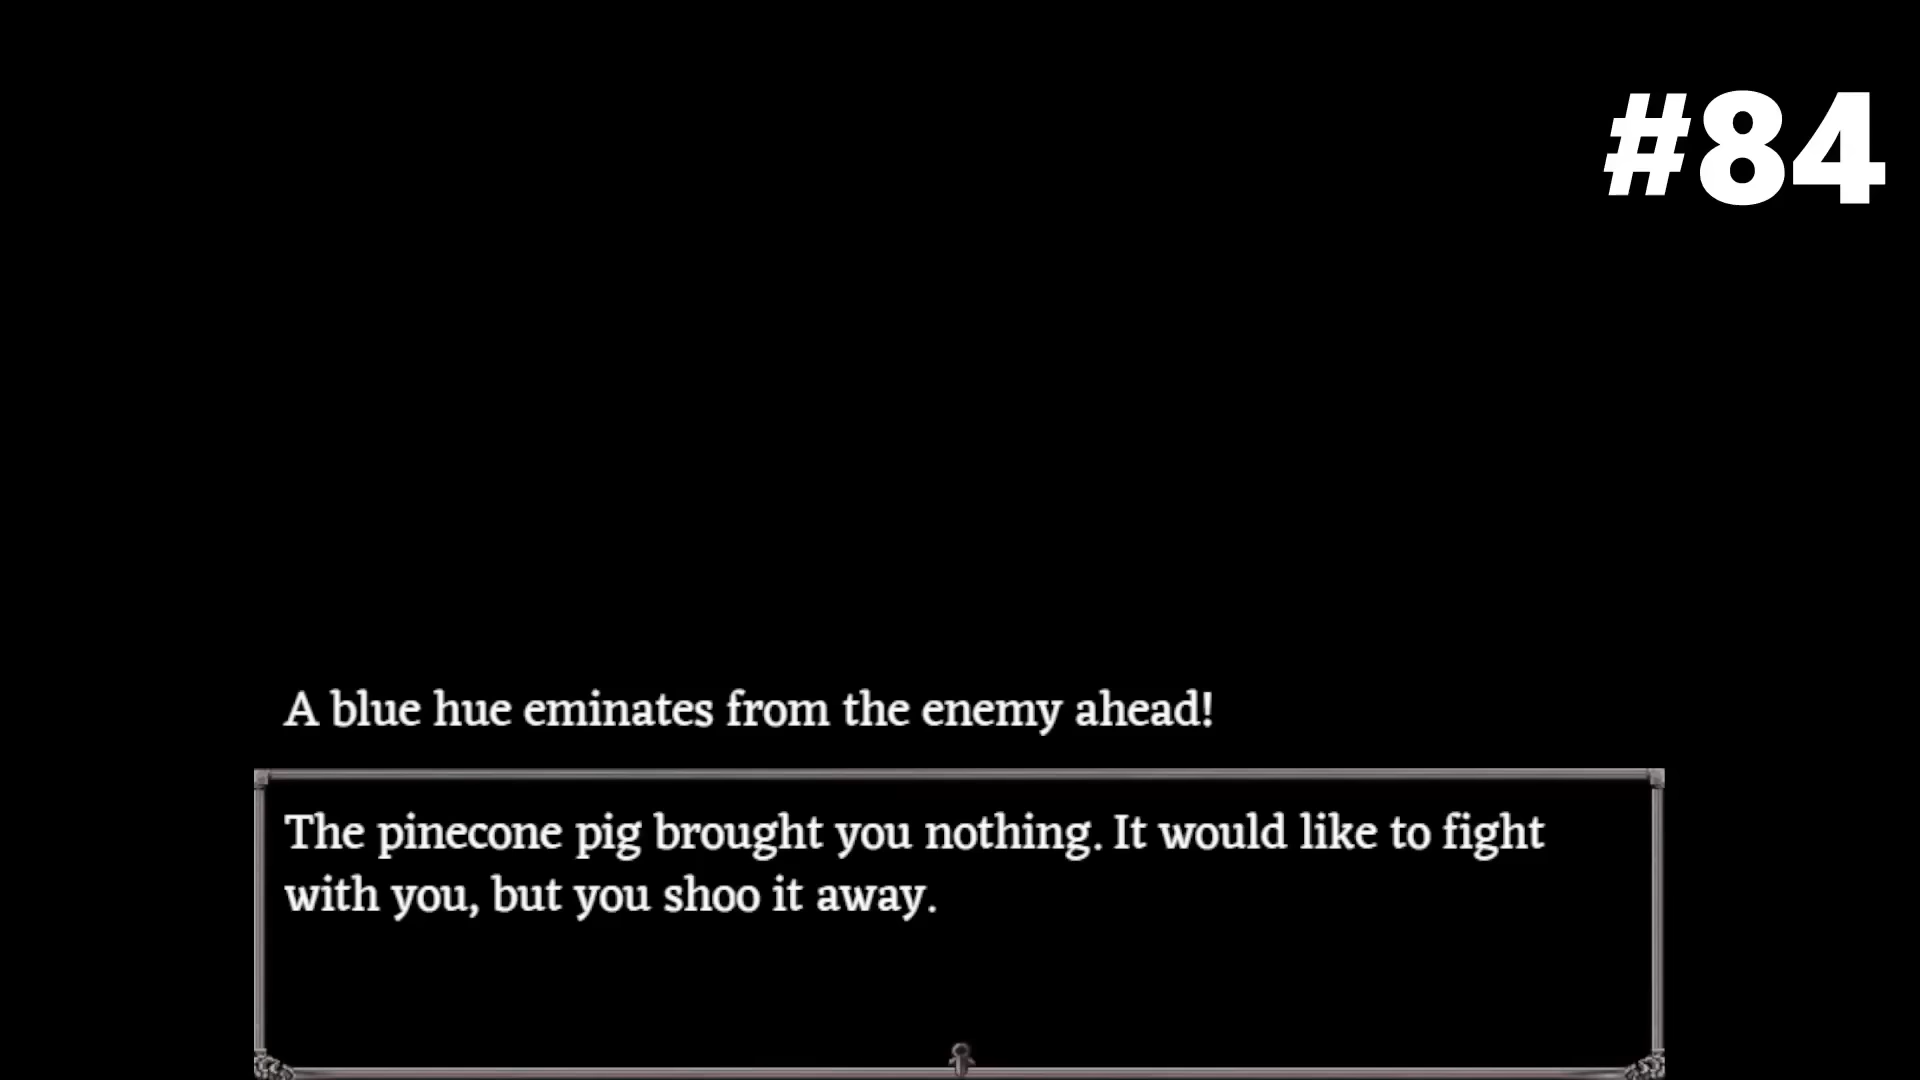 #84
A blue hue eminates from the enemy ahead!
The pinecone pig brought you nothing. It would like to fight
with you, but you shoo it away.